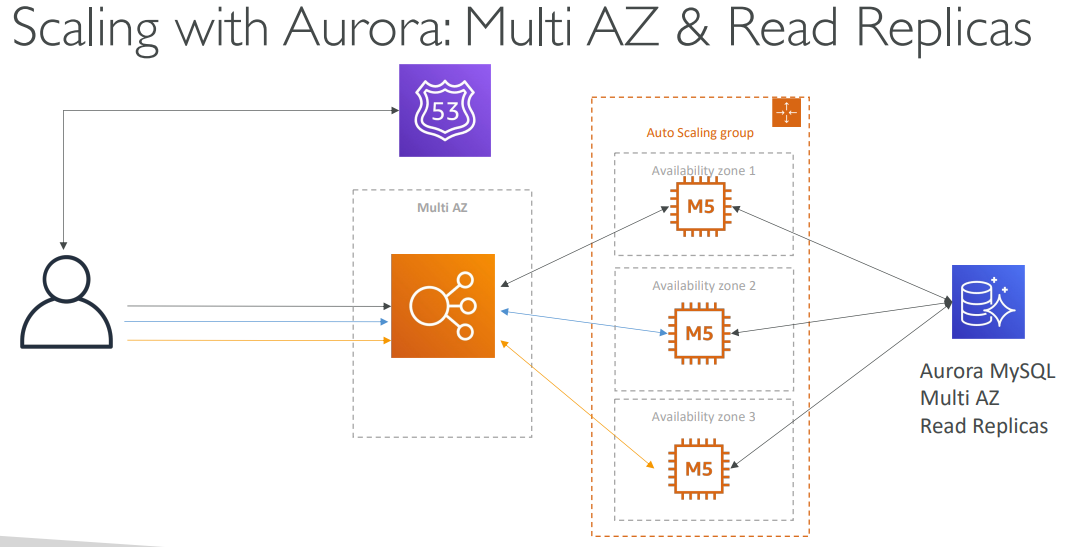 Scaling with Aurora: Multi AZ & Read Replicas
53
Auto Scaling group
Availability zone 1
M5
Multi AZ
Availability zone 2
M5
Aurora MySQL
Multi AZ
Read Replicas
Availability zone 3
M5